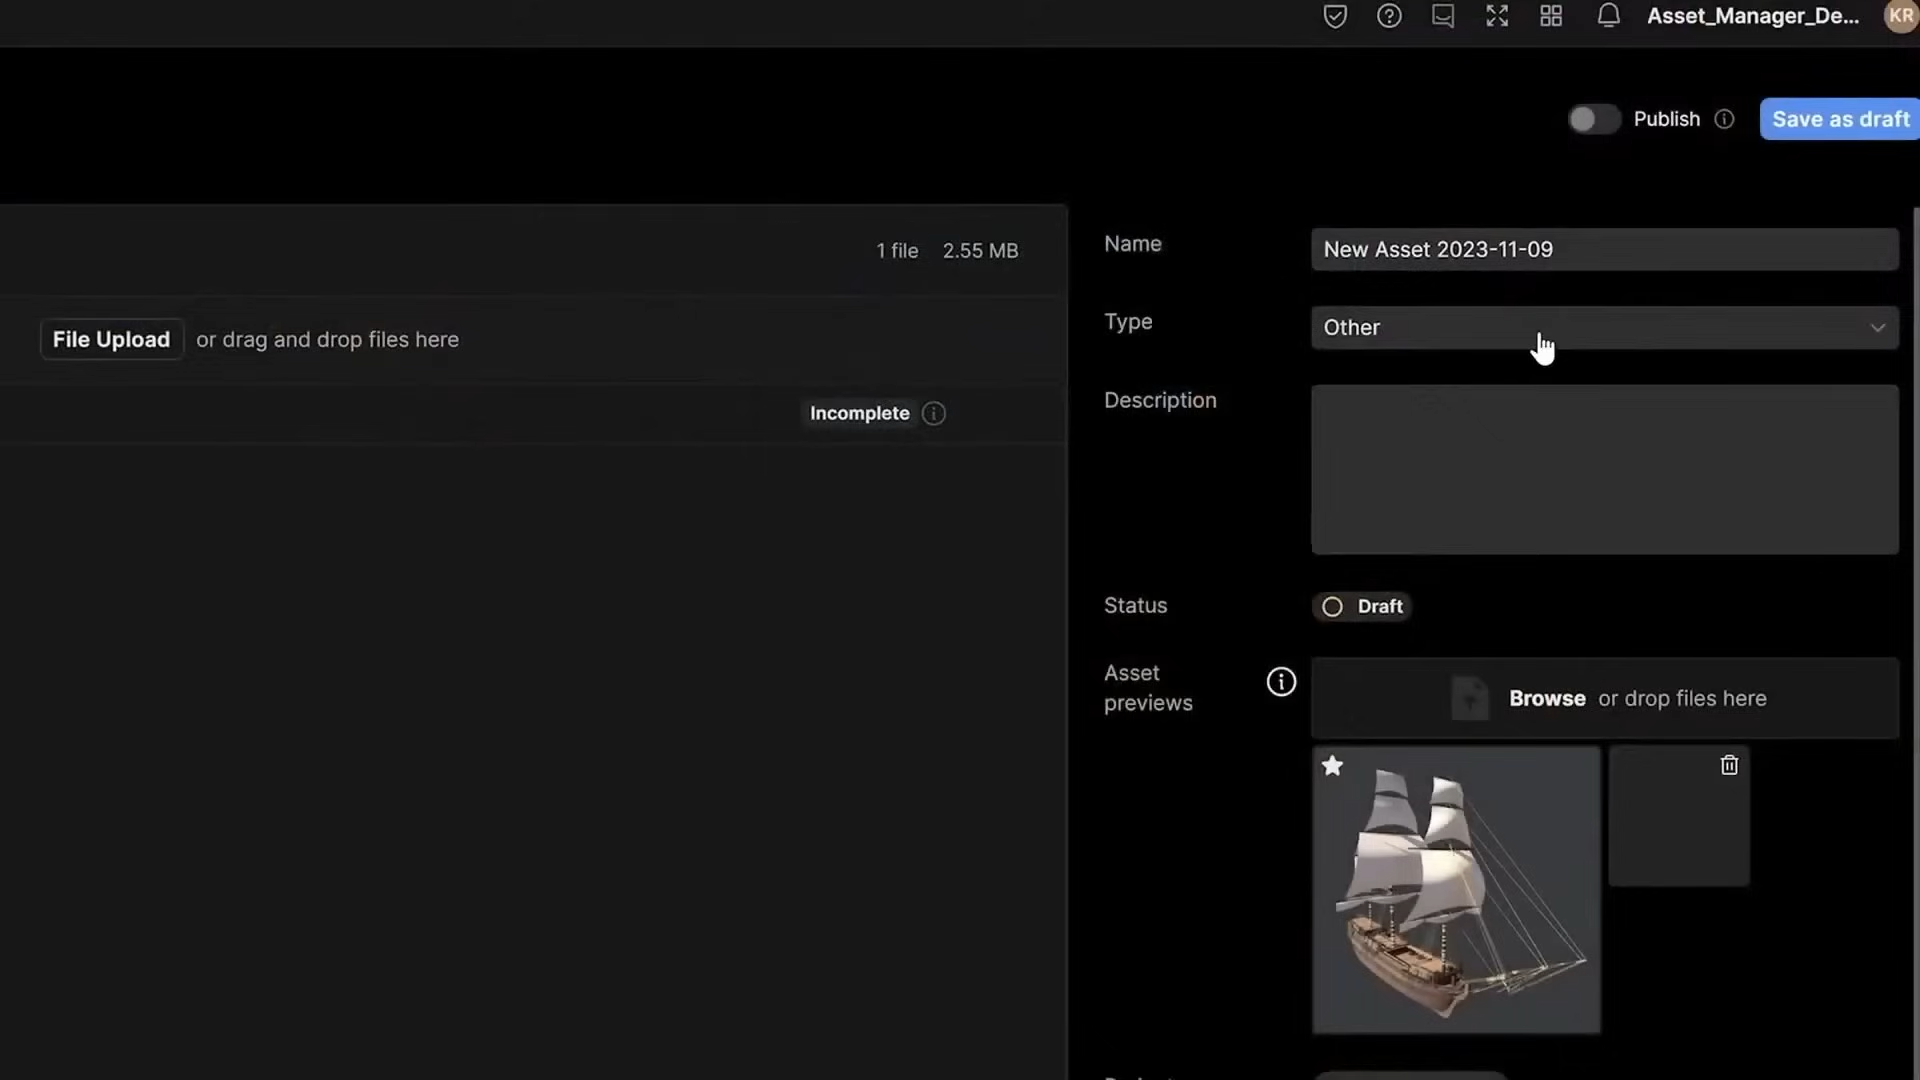 Asset_Manager_De...
KR
Publish
Save as draft
1 file 2.55 MB
File Upload or drag and drop files here
Incomplete
Name
New Asset 2023-11-09
Type
Other
Description
Status
Draft
Asset
previews
Browse or drop files here